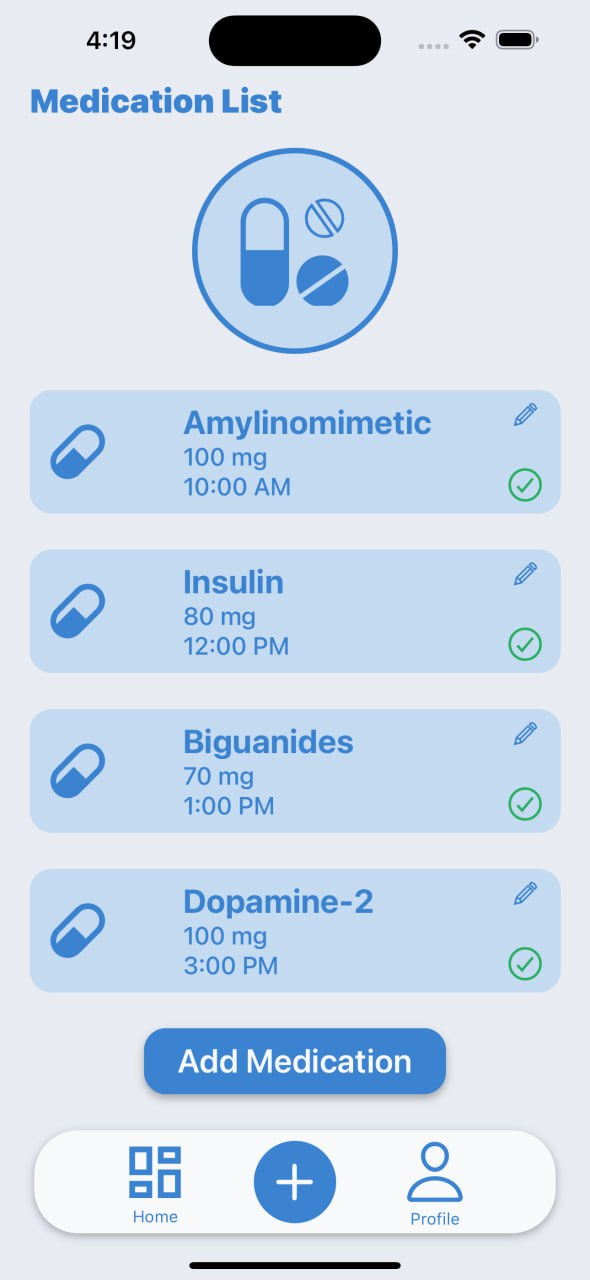 4:19
Medication List
Amylinomimetic
100 mg
10:00 AM
Insulin
80 mg
12:00 PM
Biguanides
70 mg
1:00 PM
Dopamine-2
100 mg
3:00 PM
Add Medication
Home
Profile